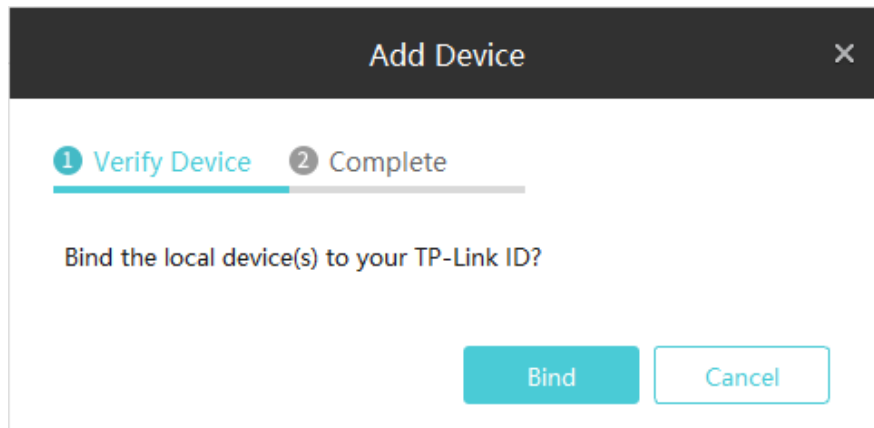 Add Device
1 Verify Device 2 Complete
Bind the local device(s) to your TP-Link ID?
Bind Cancel